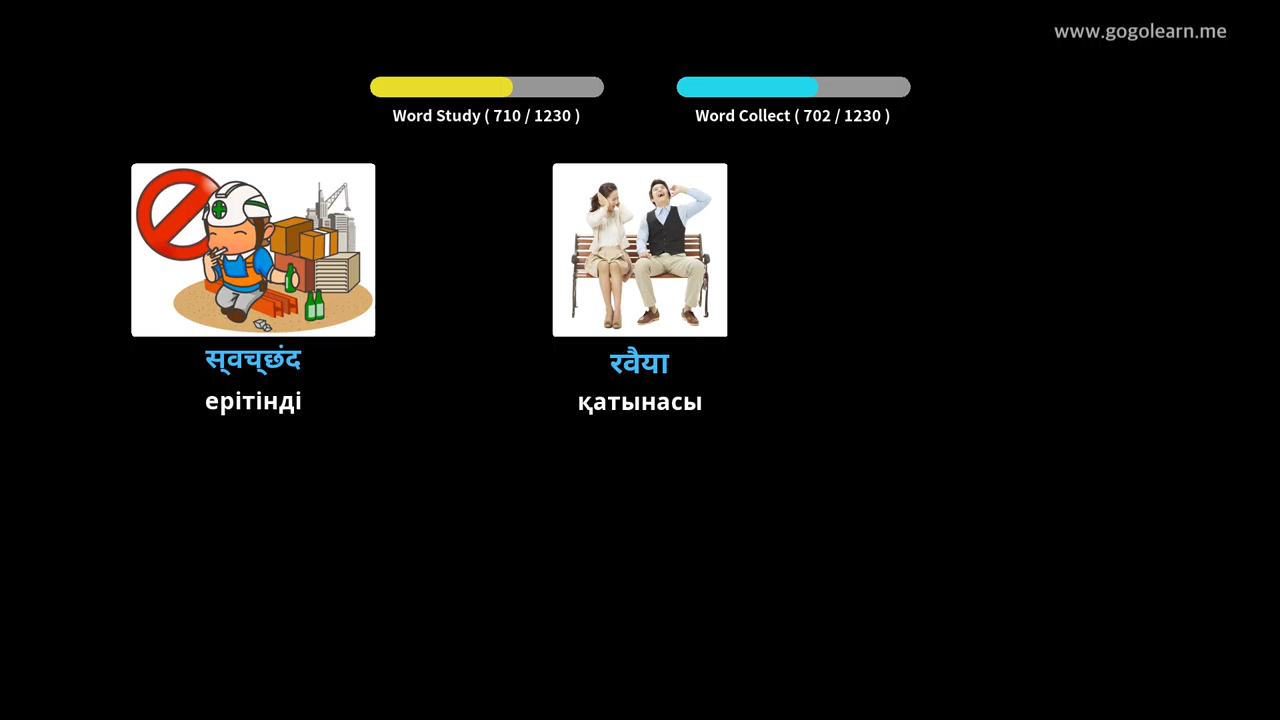 www.gogolearn.me
Word Study ( 710 / 1230 )
Word Collect ( 702 / 1230 )
स्वच्छंद
ерітінді
रवैया
қатынасы